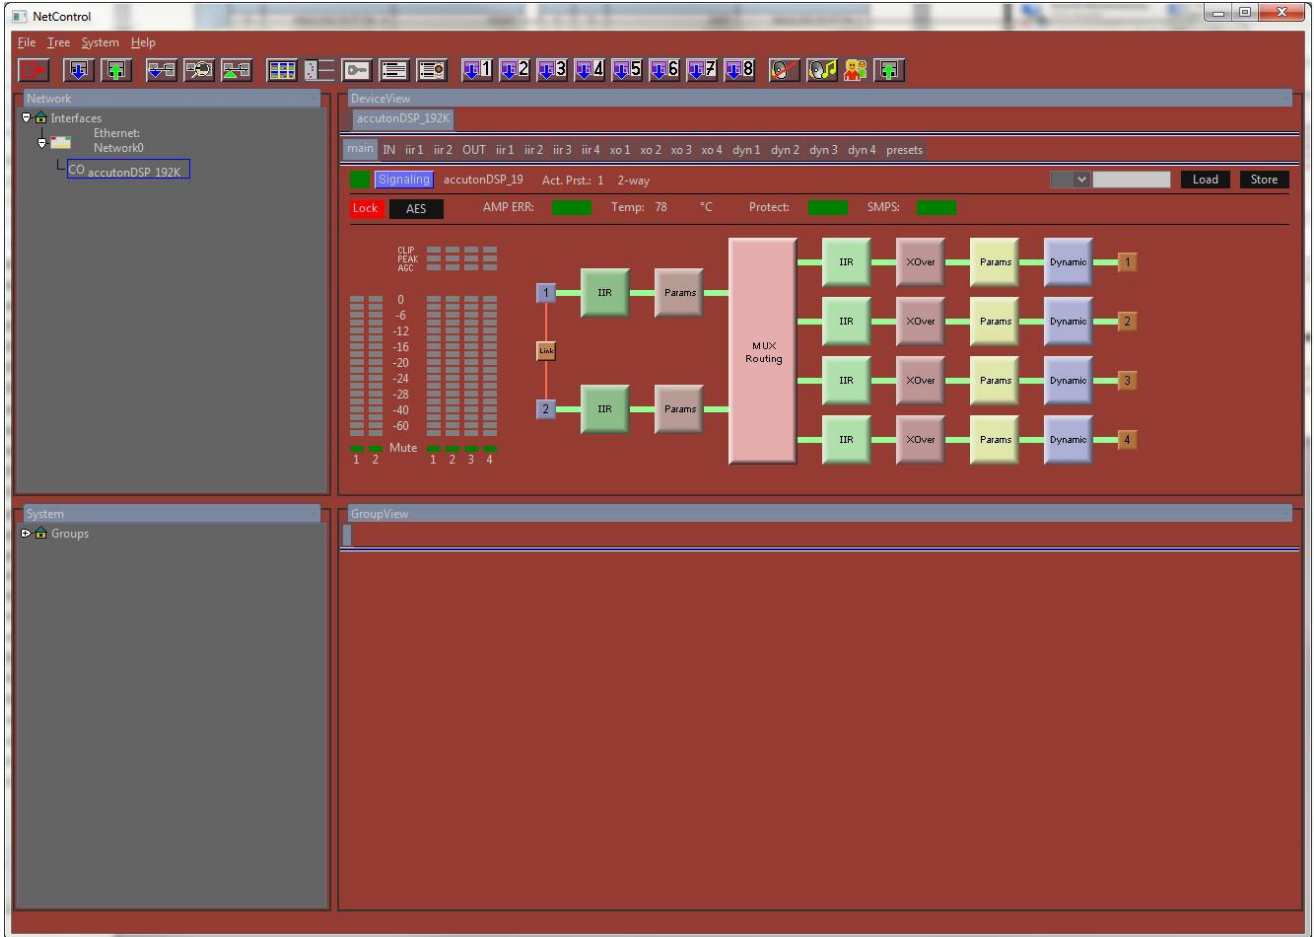 NetControl
File Tree System Help
1 2 3 4 5 6 7 8
Network
Interfaces
Ethernet:
Network0
CO accutonDSP_192K
DeviceView
accutonDSP_192K
main IN iir1 iir2 OUT iir1 iir2 iir3 iir4 xo1 xo2 xo3 xo4 dyn1 dyn2 dyn3 dyn4 presets
Signaling accutonDSP_19 Act. Prst.: 1 2-way Load Store
Lock AES AMP ERR: Temp: 78 °C Protect: SMPS:
CLIP
PEAK
AGC
0
-6
-12
-16
-20
-24
-28
-40
-60
Mute
1 2 1 2 3 4
1 IIR Params
Link
2 IIR Params
MUX
Routing
IIR XOver Params Dynamic 1
IIR XOver Params Dynamic 2
IIR XOver Params Dynamic 3
IIR XOver Params Dynamic 4
System
Groups
GroupView